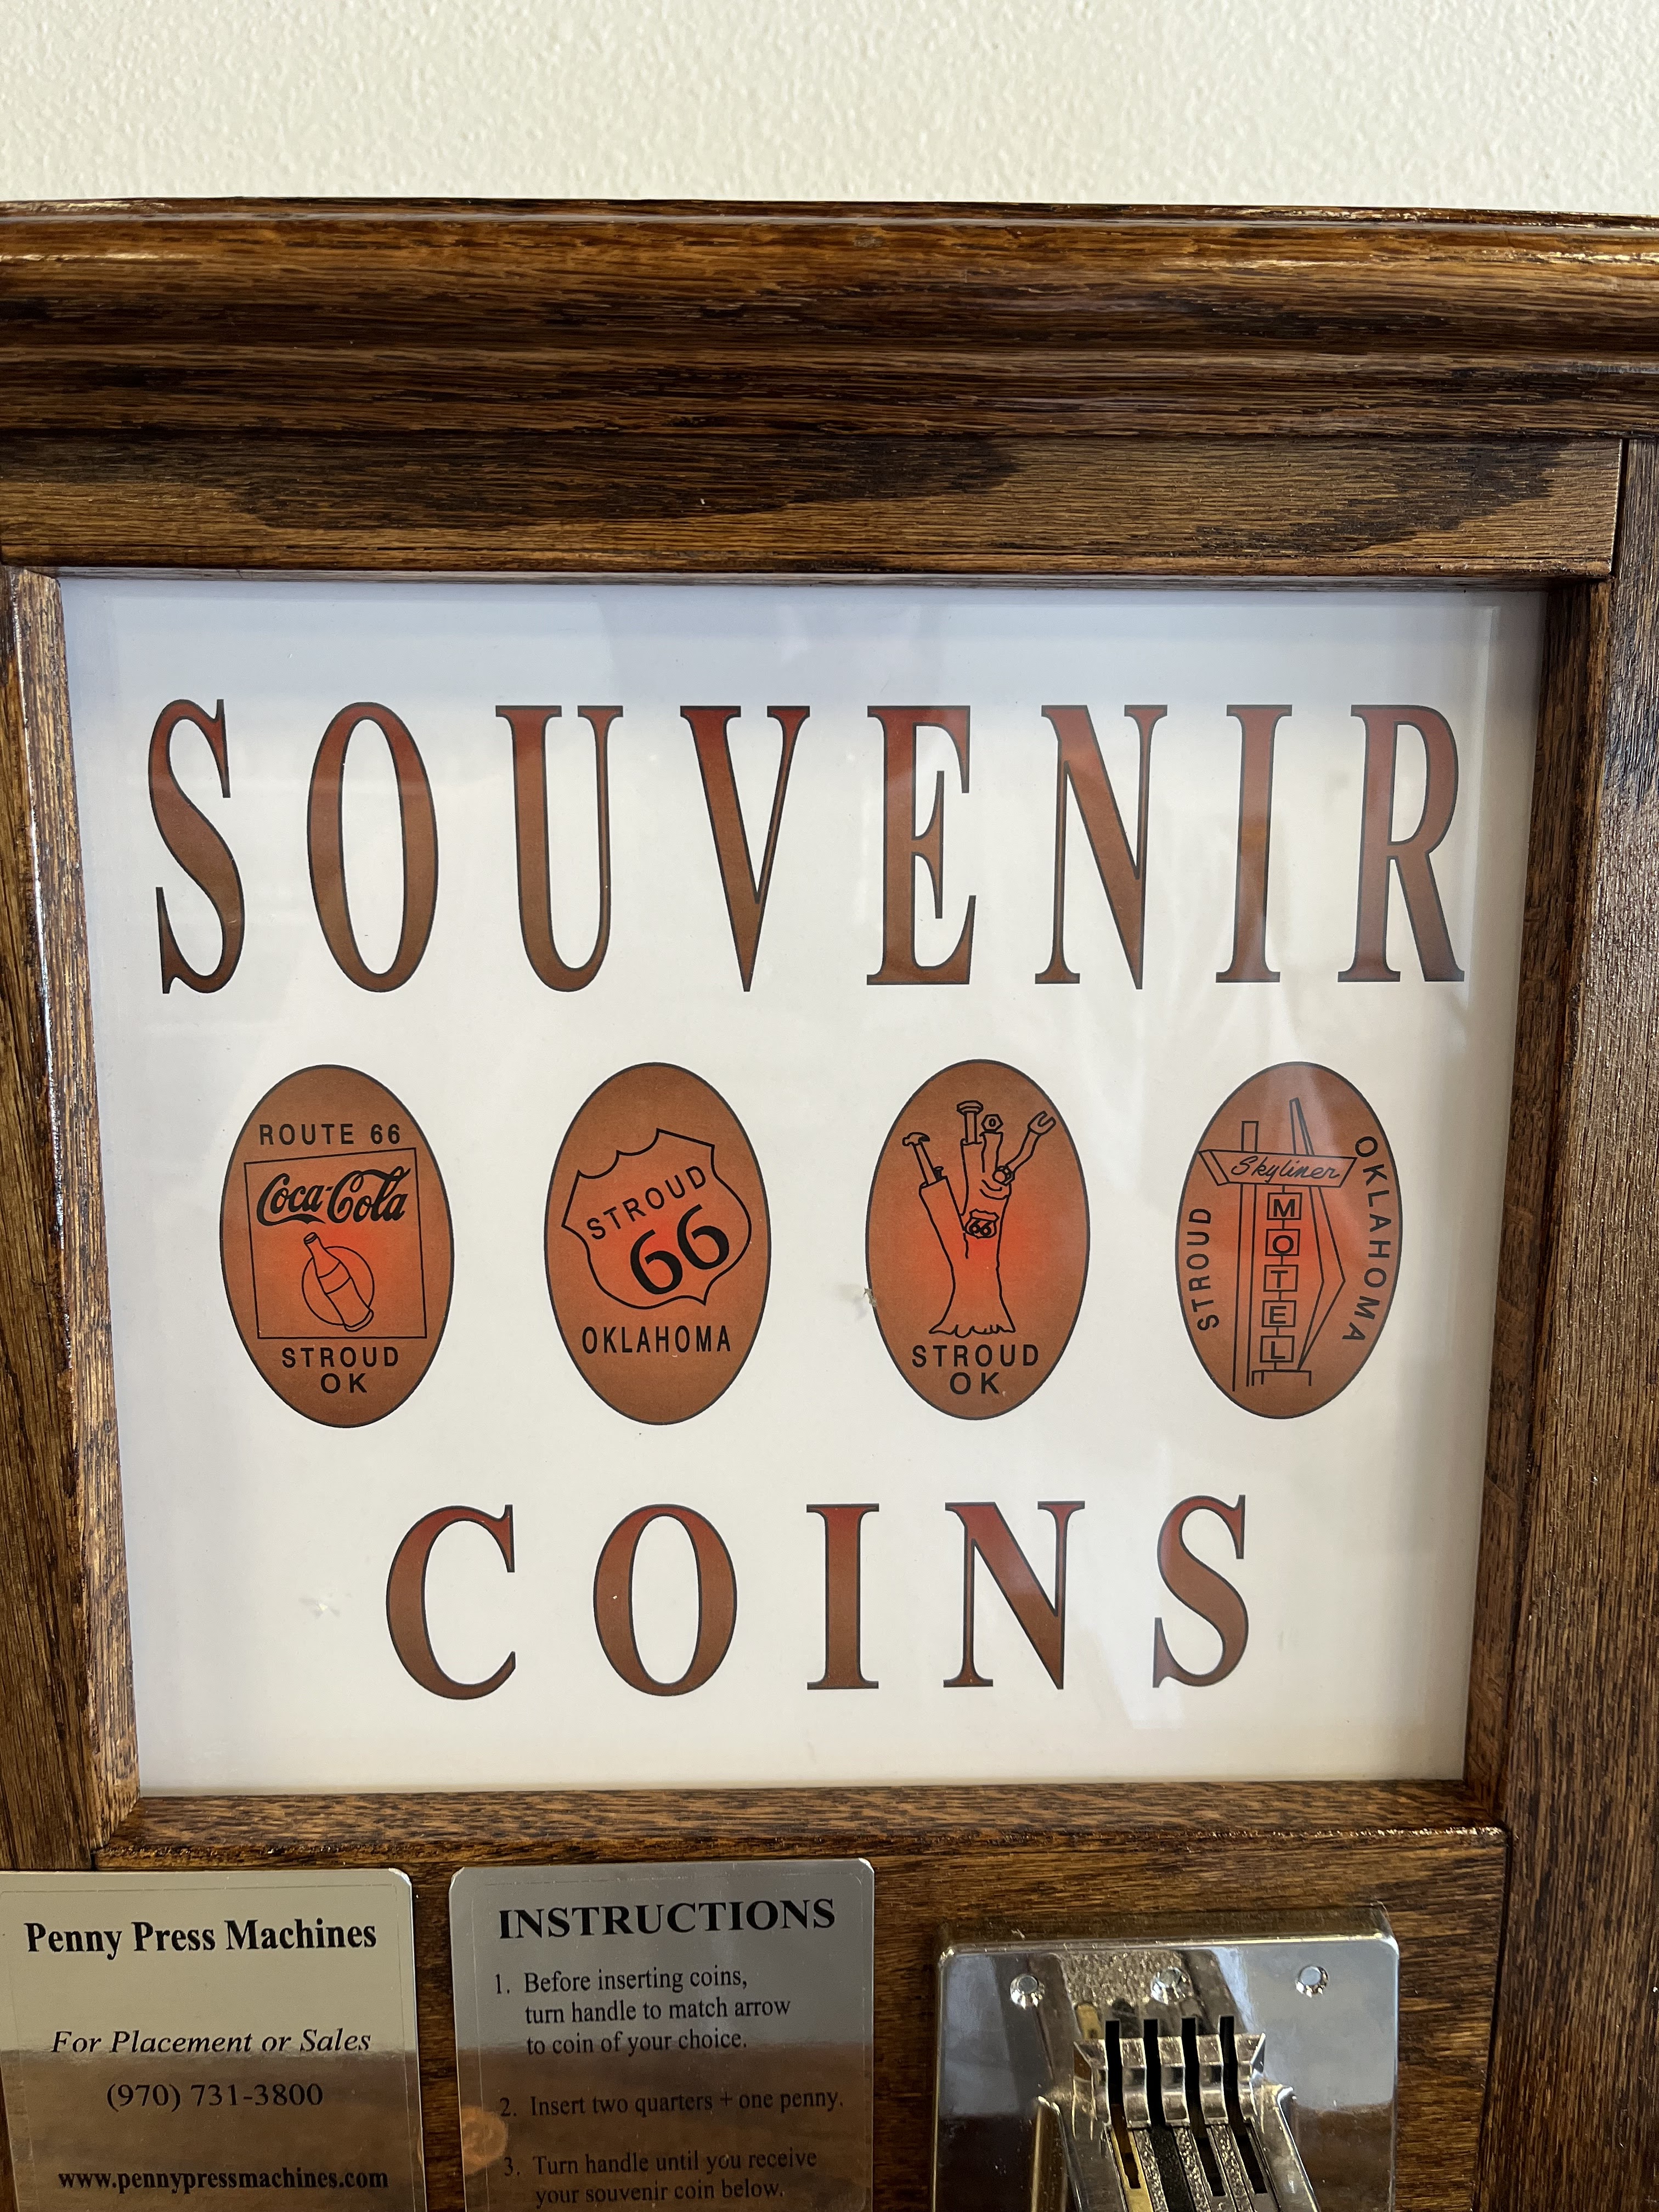 SOUVENIR
ROUTE 66
Coca-Cola
STROUD
OK
STROUD
66
OKLAHOMA
66
STROUD
OK
Skyliner
MOTEL
STROUD
OKLAHOMA
COINS
Penny Press Machines
For Placement or Sales
(970) 731-3800
www.pennypressmachines.com
INSTRUCTIONS
1. Before inserting coins,
turn handle to match arrow
to coin of your choice.
2. Insert two quarters + one penny.
3. Turn handle until you receive
your souvenir coin below.